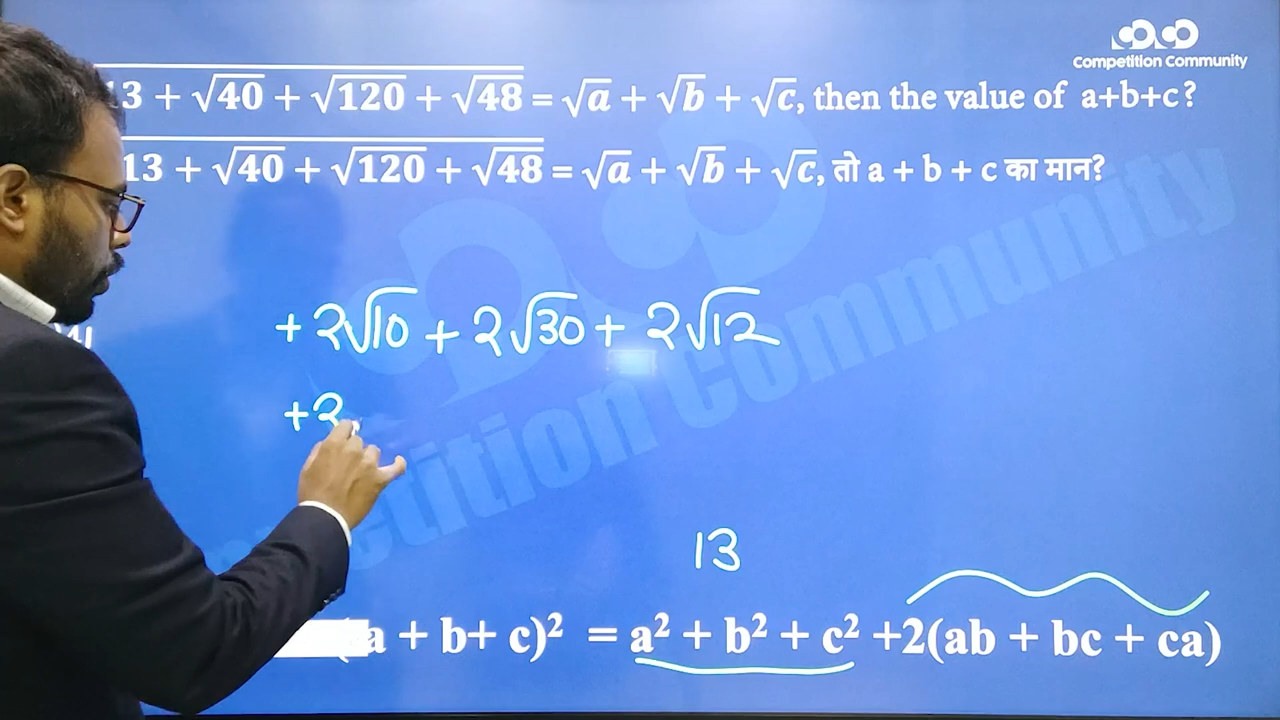 Competition Community
13 + √40 + √120 + √48 = √a + √b + √c, then the value of a+b+c?
13 + √40 + √120 + √48 = √a + √b + √c, तो a + b + c का मान?
+ 2√10 + 2√30 + 2√12
+2
13
a + b+ c)² = a² + b² + c² +2(ab + bc + ca)